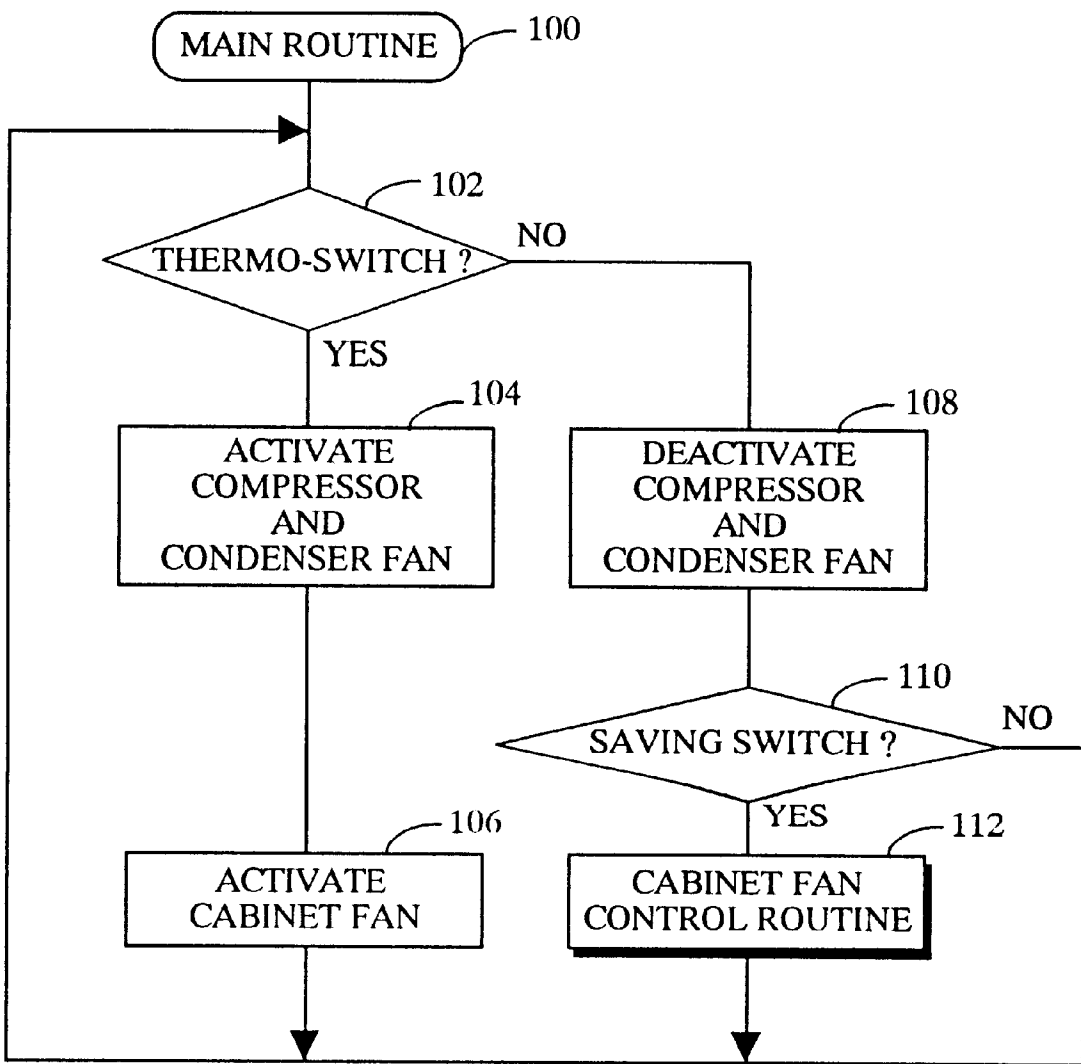 MAIN ROUTINE
100
102
THERMO-SWITCH ?
NO
YES
104
ACTIVATE
COMPRESSOR
AND
CONDENSER FAN
108
DEACTIVATE
COMPRESSOR
AND
CONDENSER FAN
110
SAVING SWITCH ?
NO
YES
106
ACTIVATE
CABINET FAN
112
CABINET FAN
CONTROL ROUTINE